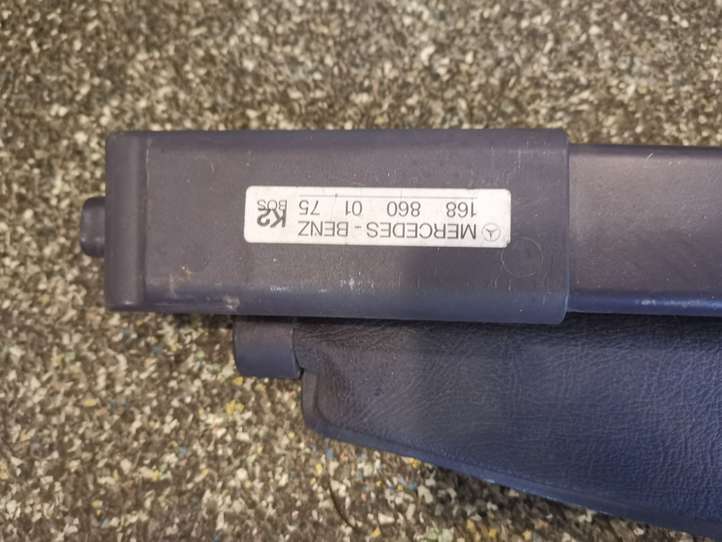 MERCEDES - BENZ
168 860 01 75
K2
BOS